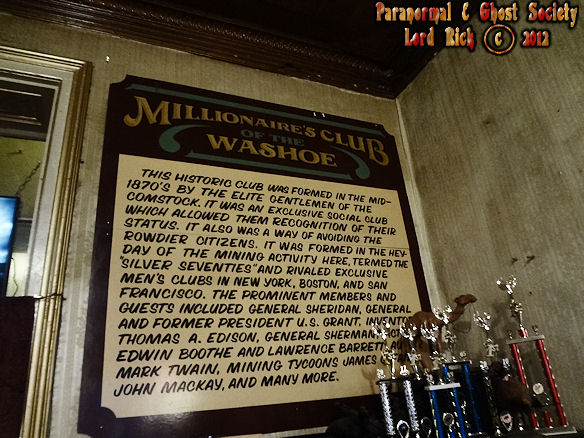 Paranormal & Ghost Society
Lord Rick © 2012
MILLIONAIRE'S CLUB
OF THE
WASHOE
THIS HISTORIC CLUB WAS FORMED IN THE MID-
1870'S BY THE ELITE GENTLEMEN OF THE
COMSTOCK. IT WAS AN EXCLUSIVE SOCIAL CLUB
WHICH ALLOWED THEM RECOGNITION OF THEIR
STATUS. IT ALSO WAS A WAY OF AVOIDING THE
ROWDIER CITIZENS. IT WAS FORMED IN THE HEY-
DAY OF THE MINING ACTIVITY HERE, TERMED THE
"SILVER SEVENTIES" AND RIVALED EXCLUSIVE
MEN'S CLUBS IN NEW YORK, BOSTON, AND SAN
FRANCISCO. THE PROMINENT MEMBERS AND
GUESTS INCLUDED GENERAL SHERIDAN, GENERAL
AND FORMER PRESIDENT U.S. GRANT,
THOMAS A. EDISON, GENERAL SHERMAN,
EDWIN BOOTHE AND LAWRENCE BARRETT,
MARK TWAIN, MINING TYCOONS JAMES
JOHN MACKAY, AND MANY MORE.